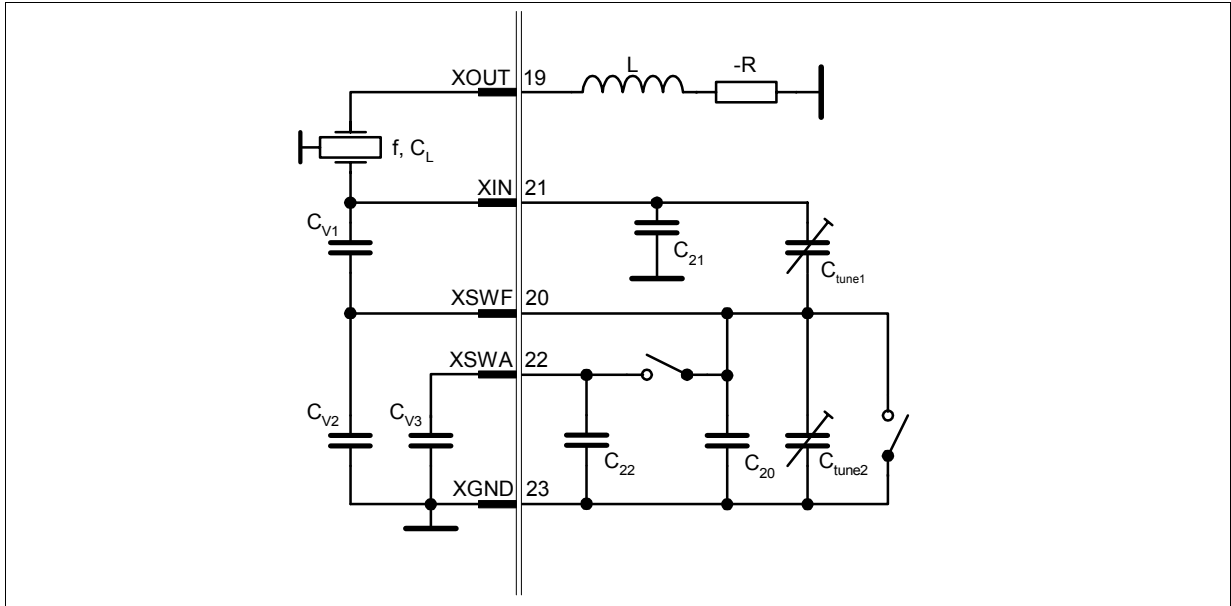 L
-R
XOUT 19
f, C_L
XIN 21
C_V1
C_21
C_tune1
XSWF 20
XSWA 22
C_V2
C_V3
C_22
C_20
C_tune2
XGND 23